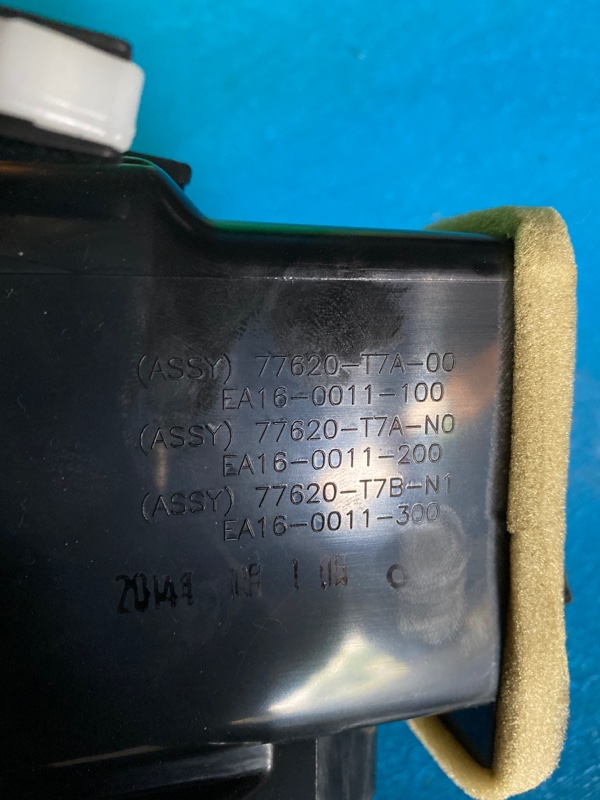 (ASSY) 77620-T7A-00
EA16-0011-100
(ASSY) 77620-T7A-N0
EA16-0011-200
(ASSY) 77620-T7B-N1
EA16-0011-300